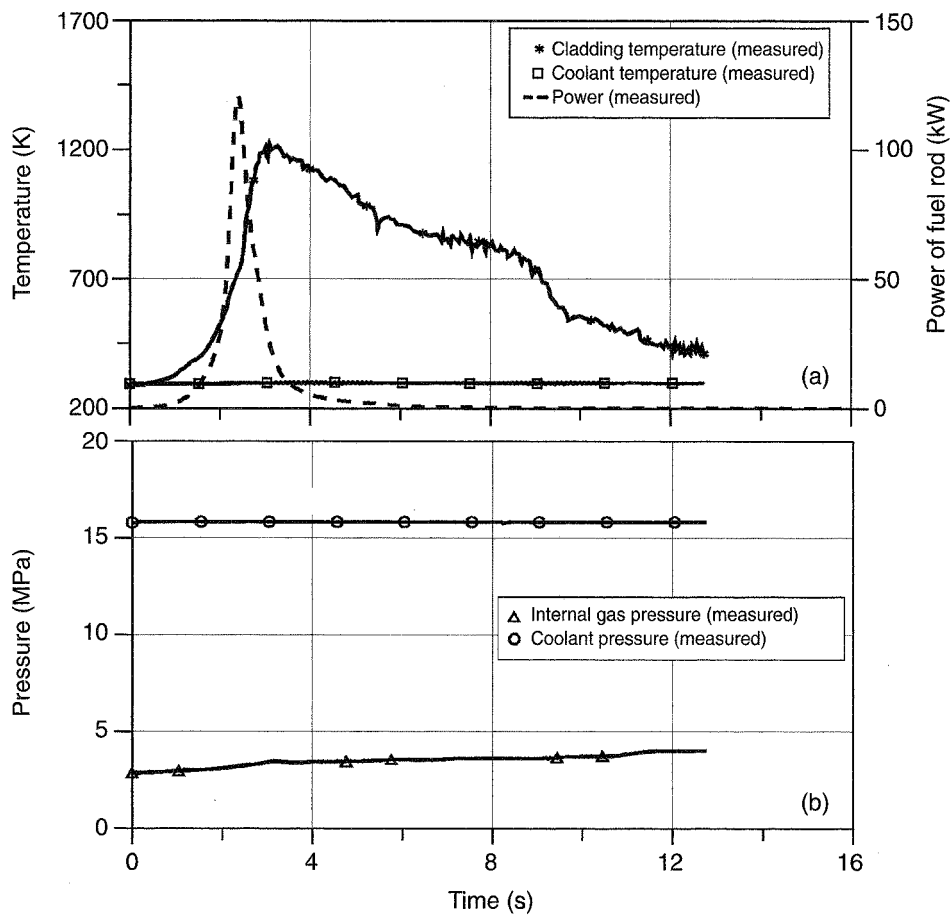 1700
1200
700
200
Temperature (K)
150
100
50
0
Power of fuel rod (kW)
Cladding temperature (measured)
Coolant temperature (measured)
Power (measured)
(a)
20
15
10
5
0
Pressure (MPa)
Internal gas pressure (measured)
Coolant pressure (measured)
(b)
0 4 8 12 16
Time (s)